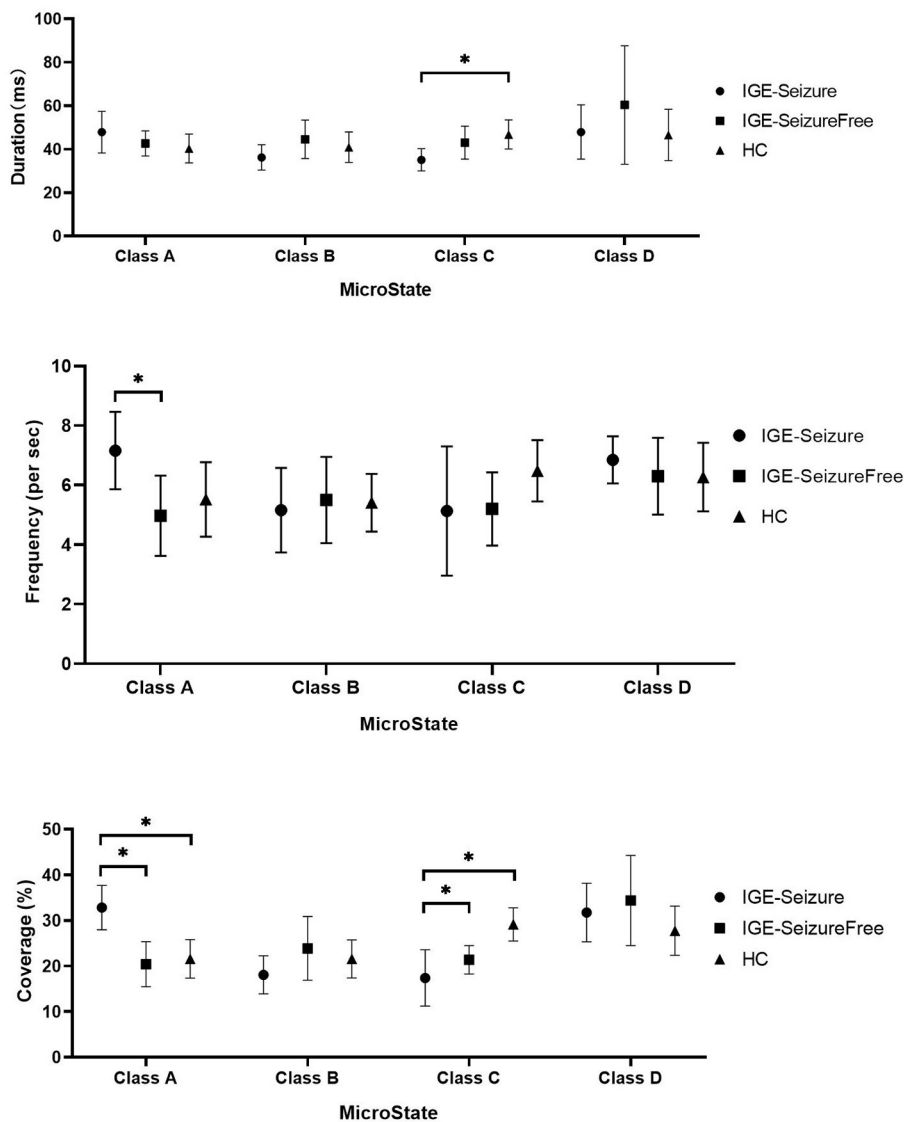 100
80
60
40
20
0
Duration(ms)
*
Class A Class B Class C Class D
MicroState
IGE-Seizure
IGE-SeizureFree
HC
10
8
6
4
2
0
Frequency (per sec)
*
Class A Class B Class C Class D
MicroState
IGE-Seizure
IGE-SeizureFree
HC
50
40
30
20
10
0
Coverage (%)
*
*
*
*
Class A Class B Class C Class D
MicroState
IGE-Seizure
IGE-SeizureFree
HC